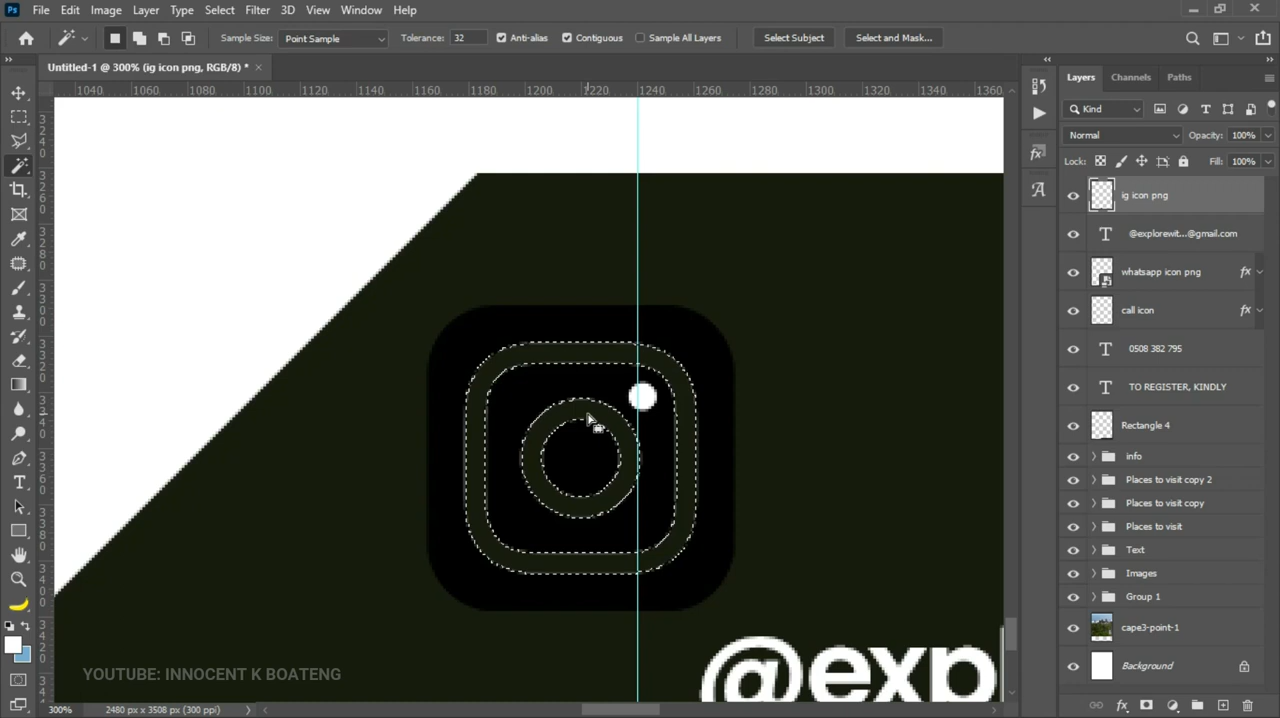 Ps File Edit Image Layer Type Select Filter 3D View Window Help
Sample Size: Point Sample Tolerance: 32 Anti-alias Contiguous Sample All Layers Select Subject Select and Mask...
Untitled-1 @ 300% (ig icon png, RGB/8) * ×
1040 1060 1080 1100 1120 1140 1160 1180 1200 1220 1240 1260 1280 1300 1320 1340 1360
Layers Channels Paths
Kind
Normal Opacity: 100%
Lock: Fill: 100%
ig icon png
@explorewit...@gmail.com
whatsapp icon png fx
call icon fx
0508 382 795
TO REGISTER, KINDLY
Rectangle 4
info
Places to visit copy 2
Places to visit copy
Places to visit
Text
Images
Group 1
cape3-point-1
Background
@exp
YOUTUBE: INNOCENT K BOATENG
300% 2480 px x 3508 px (300 ppi)